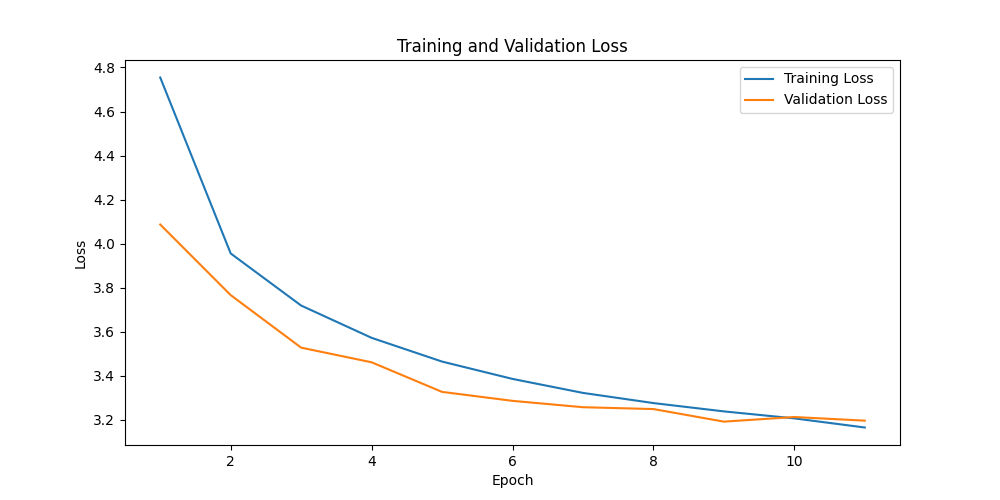 Training and Validation Loss
Training Loss
Validation Loss
4.8
4.6
4.4
4.2
4.0
3.8
3.6
3.4
3.2
Loss
2
4
6
8
10
Epoch